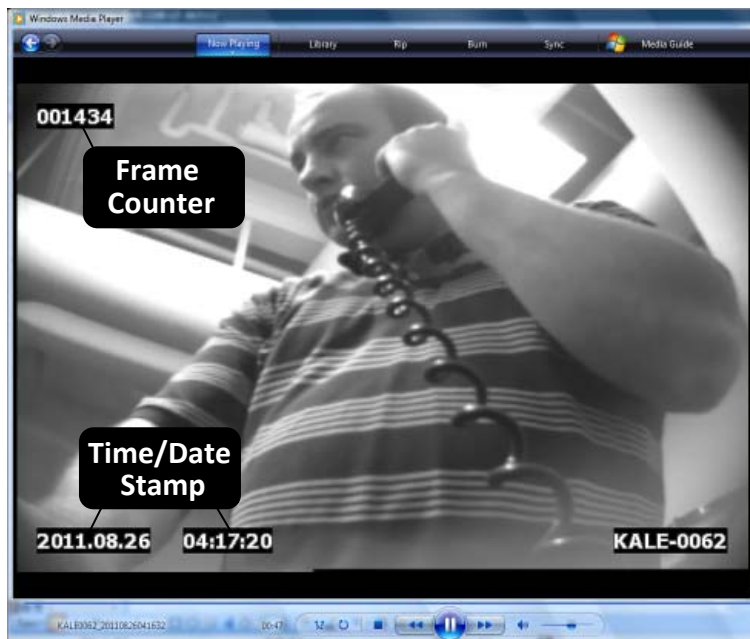 Windows Media Player
Now Playing Library Rip Burn Sync Media Guide
001434
Frame
Counter
Time/Date
Stamp
2011.08.26 04:17:20 KALE-0062
00:47